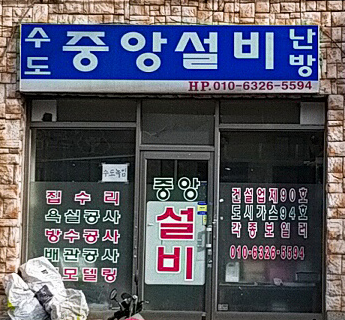 수도 중앙설비 난방
HP.010-6326-5594
수도녹임
집수리
욕실공사
방수공사
배관공사
리모델링
중앙
설비
건설업제90호
도시가스94호
각종보일러
010-6326-5594